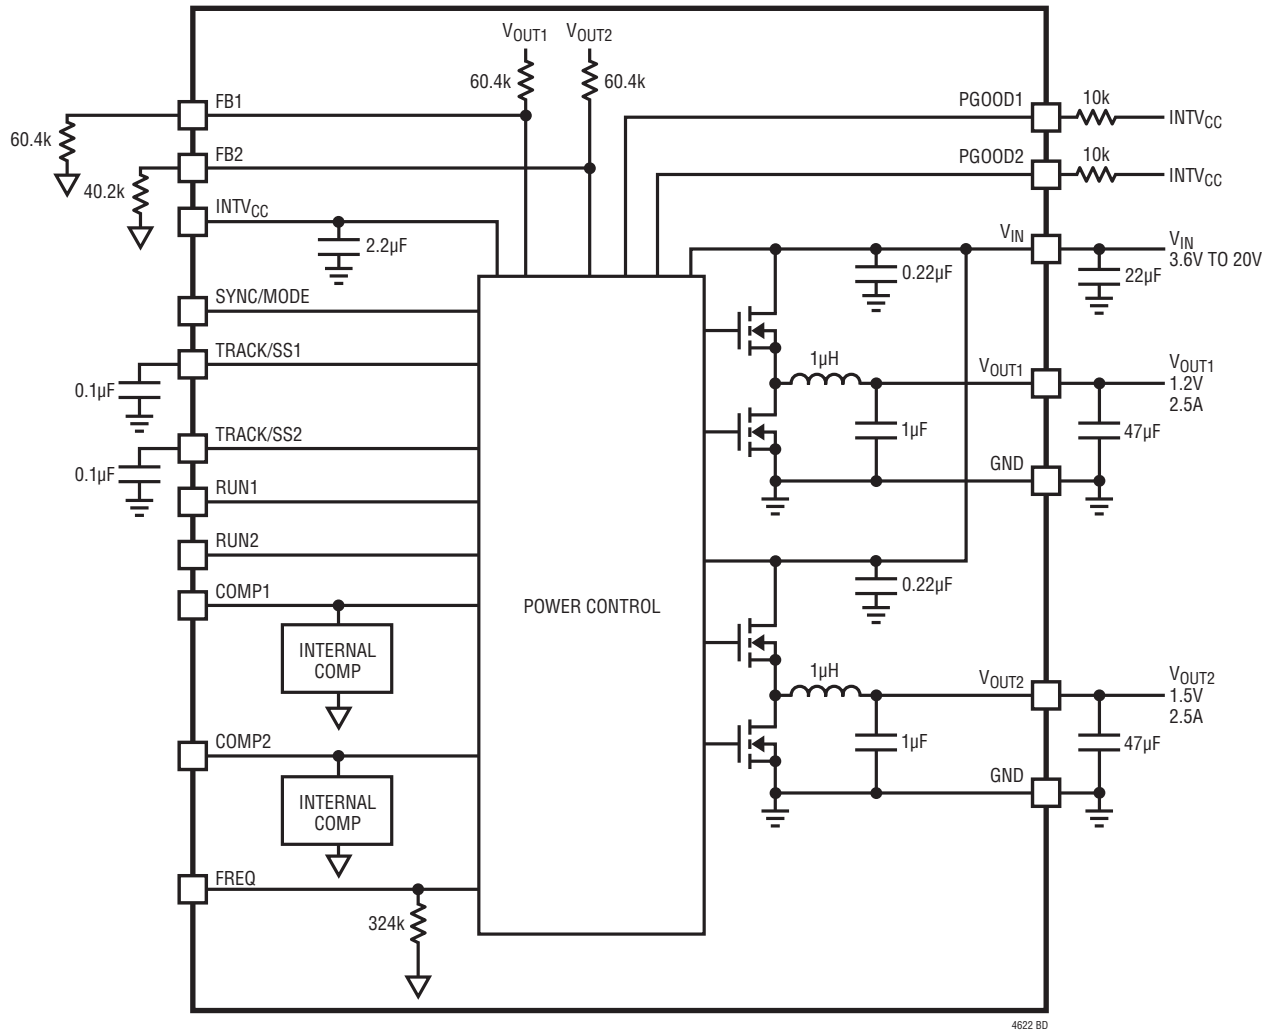 VOUT1
VOUT2
60.4k
60.4k
FB1
60.4k
FB2
40.2k
INTVCC
2.2µF
SYNC/MODE
TRACK/SS1
0.1µF
TRACK/SS2
0.1µF
RUN1
RUN2
COMP1
INTERNAL
COMP
COMP2
INTERNAL
COMP
FREQ
324k
POWER CONTROL
PGOOD1
10k
INTVCC
PGOOD2
10k
INTVCC
VIN
VIN
3.6V TO 20V
0.22µF
22µF
1µH
VOUT1
VOUT1
1.2V
2.5A
1µF
47µF
GND
0.22µF
1µH
VOUT2
VOUT2
1.5V
2.5A
1µF
47µF
GND
4622 BD